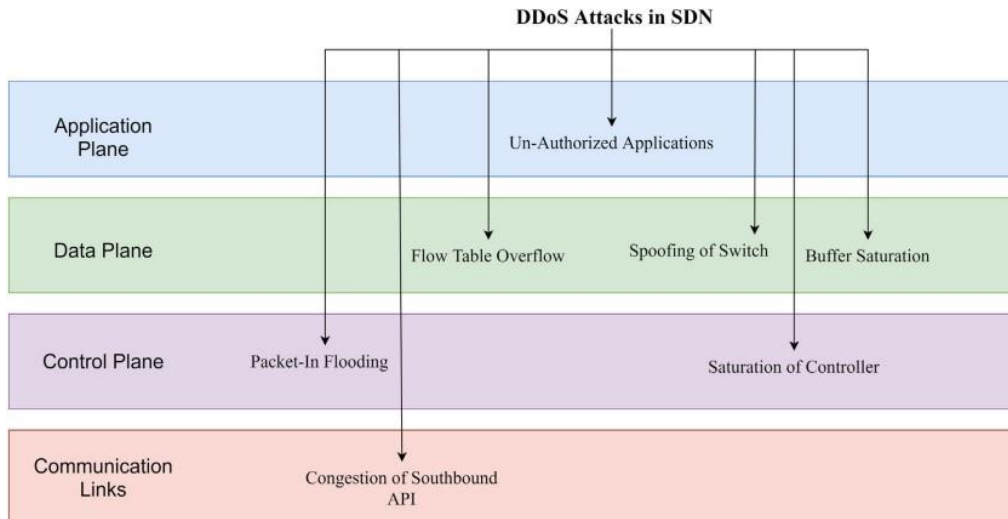 DDoS Attacks in SDN
Application
Plane
Un-Authorized Applications
Data Plane
Flow Table Overflow
Spoofing of Switch
Buffer Saturation
Control Plane
Packet-In Flooding
Saturation of Controller
Communication
Links
Congestion of Southbound
API